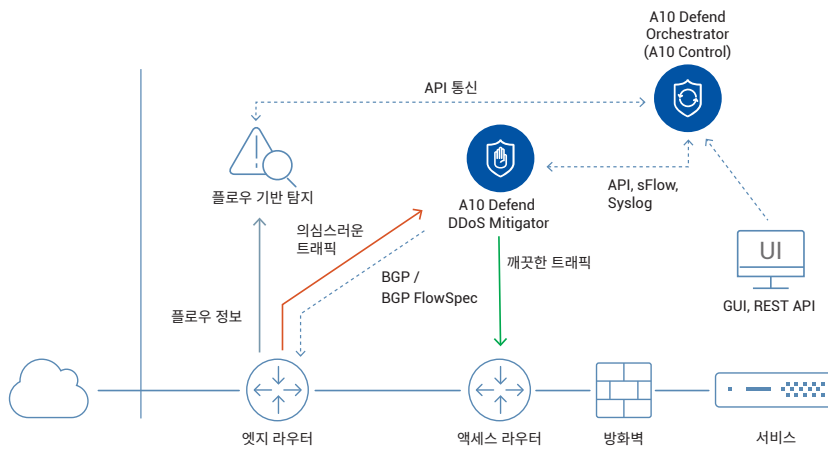 A10 Defend
Orchestrator
(A10 Control)
API 통신
플로우 기반 탐지
A10 Defend
DDoS Mitigator
API, sFlow,
Syslog
의심스러운
트래픽
BGP /
BGP FlowSpec
깨끗한 트래픽
UI
GUI, REST API
플로우 정보
엣지 라우터
액세스 라우터
방화벽
서비스